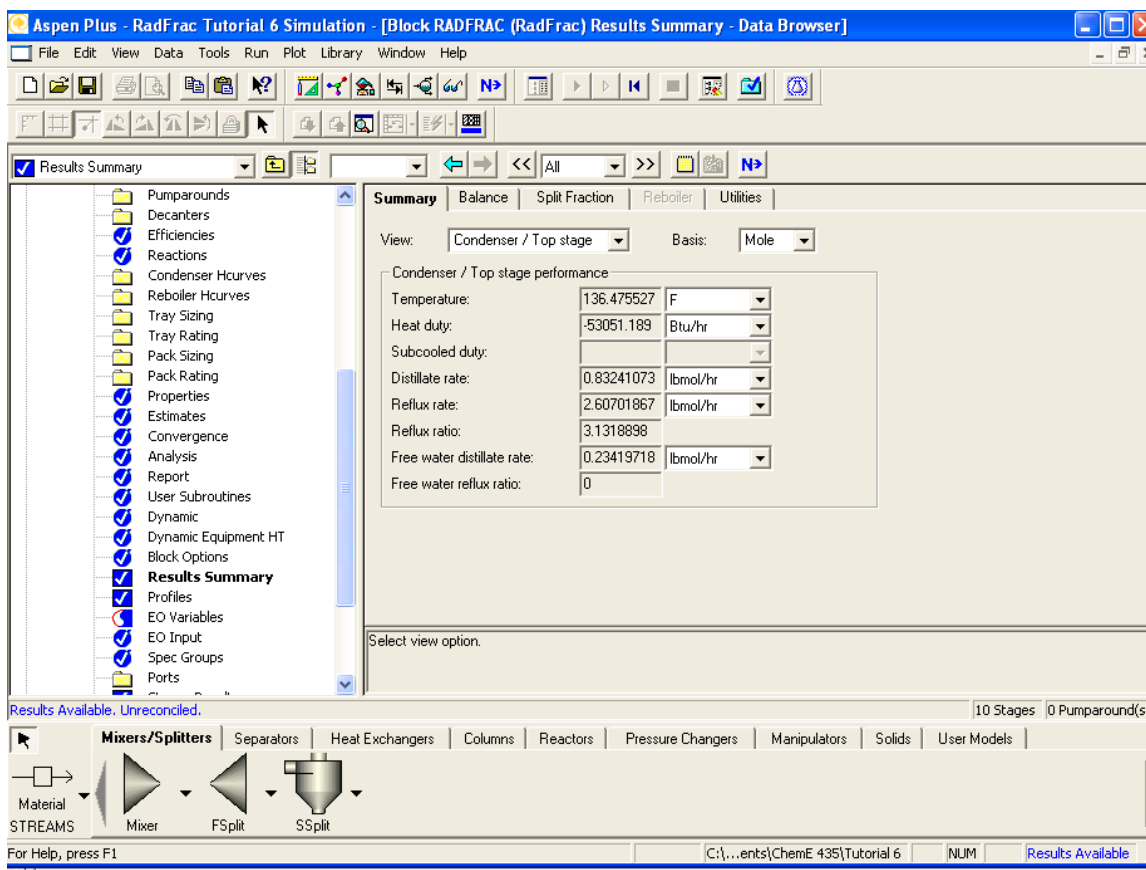 Aspen Plus - RadFrac Tutorial 6 Simulation - [Block RADFRAC (RadFrac) Results Summary - Data Browser]
File Edit View Data Tools Run Plot Library Window Help
N>
Results Summary
<< All >> N>
Pumparounds
Decanters
Efficiencies
Reactions
Condenser Hcurves
Reboiler Hcurves
Tray Sizing
Tray Rating
Pack Sizing
Pack Rating
Properties
Estimates
Convergence
Analysis
Report
User Subroutines
Dynamic
Dynamic Equipment HT
Block Options
Results Summary
Profiles
EO Variables
EO Input
Spec Groups
Ports
Summary Balance Split Fraction Reboiler Utilities
View: Condenser / Top stage Basis: Mole
Condenser / Top stage performance
Temperature: 136.475527 F
Heat duty: -53051.189 Btu/hr
Subcooled duty:
Distillate rate: 0.83241073 lbmol/hr
Reflux rate: 2.60701867 lbmol/hr
Reflux ratio: 3.1318898
Free water distillate rate: 0.23419718 lbmol/hr
Free water reflux ratio: 0
Select view option.
Results Available. Unreconciled. 10 Stages 0 Pumparound(s
Mixers/Splitters Separators Heat Exchangers Columns Reactors Pressure Changers Manipulators Solids User Models
Material
STREAMS Mixer FSplit SSplit
For Help, press F1 C:\...ents\ChemE 435\Tutorial 6 NUM Results Available